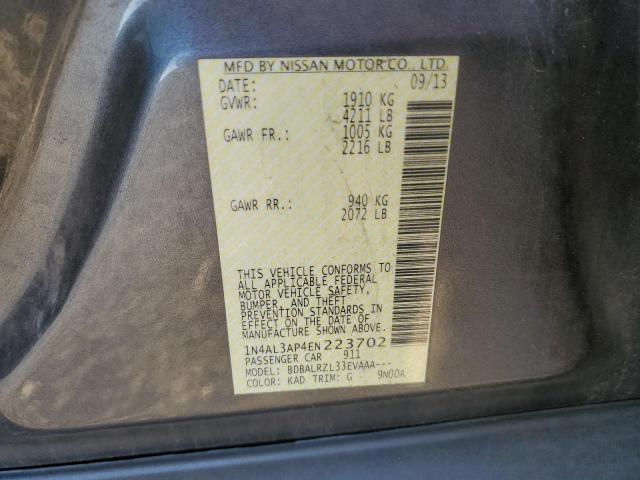 MFD BY NISSAN MOTOR CO., LTD.
DATE: 09/13
GVWR: 1910 KG
4211 LB
GAWR FR.: 1005 KG
2216 LB
GAWR RR.: 940 KG
2072 LB
THIS VEHICLE CONFORMS TO
ALL APPLICABLE FEDERAL
MOTOR VEHICLE SAFETY,
BUMPER, AND THEFT
PREVENTION STANDARDS IN
EFFECT ON THE DATE OF
MANUFACTURE SHOWN ABOVE.
1N4AL3AP4EN223702
PASSENGER CAR 911
MODEL: BDBALRZL33EVAAA---
COLOR: KAD TRIM: G 9N00A